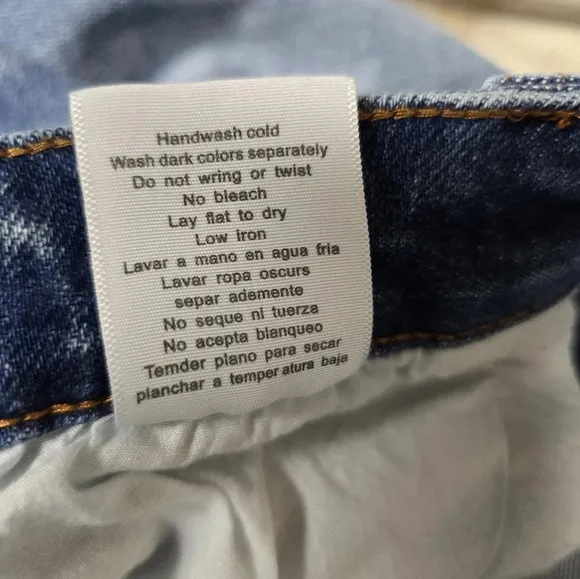 Handwash cold
Wash dark colors separately
Do not wring or twist
No bleach
Lay flat to dry
Low iron
Lavar a mano en agua fria
Lavar ropa oscurs
separ ademente
No seque ni tuerza
No acepta blanqueo
Temder plano para secar
planchar a temper atura baja